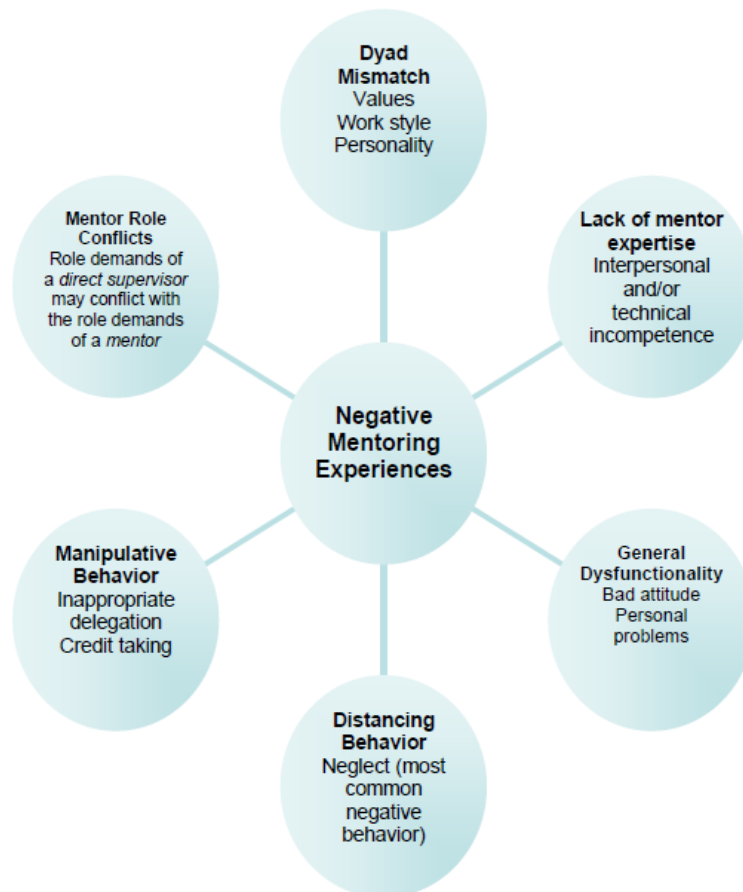 Dyad
Mismatch
Values
Work style
Personality
Mentor Role
Conflicts
Role demands of
a direct supervisor
may conflict with
the role demands
of a mentor
Lack of mentor
expertise
Interpersonal
and/or
technical
incompetence
Negative
Mentoring
Experiences
Manipulative
Behavior
Inappropriate
delegation
Credit taking
General
Dysfunctionality
Bad attitude
Personal
problems
Distancing
Behavior
Neglect (most
common
negative
behavior)